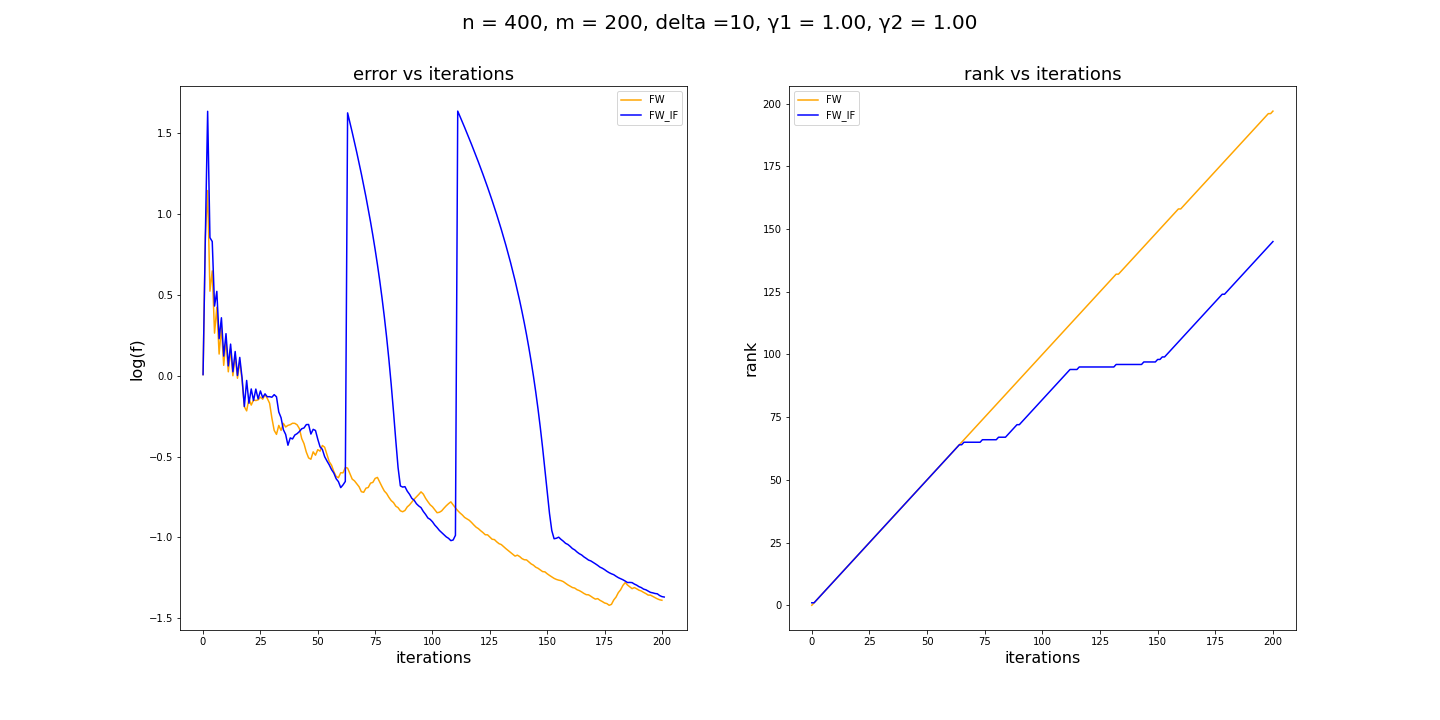 n = 400, m = 200, delta =10, γ1 = 1.00, γ2 = 1.00
error vs iterations
FW
FW_IF
log(f)
1.5
1.0
0.5
0.0
−0.5
−1.0
−1.5
0 25 50 75 100 125 150 175 200
iterations
rank vs iterations
FW
FW_IF
rank
200
175
150
125
100
75
50
25
0
0 25 50 75 100 125 150 175 200
iterations